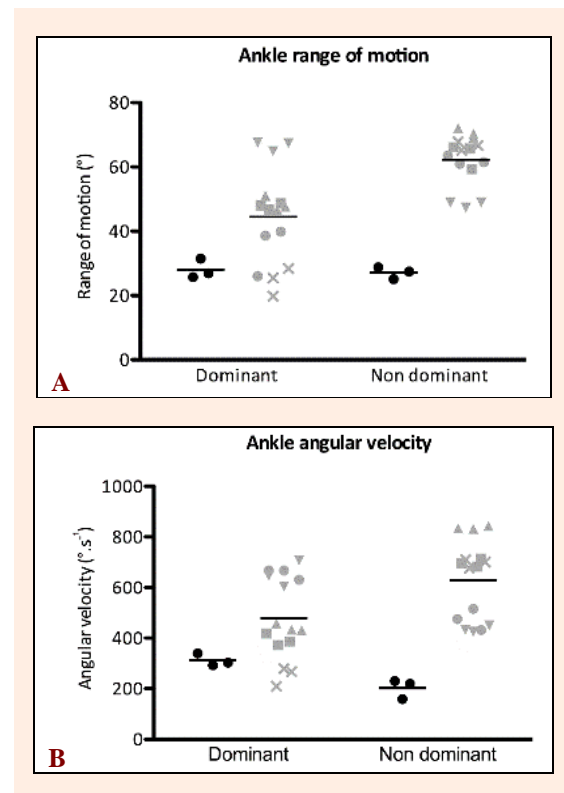 Ankle range of motion
Range of motion (°)
80
60
40
20
0
Dominant Non dominant
A
Ankle angular velocity
Angular velocity (°.s⁻¹)
1000
800
600
400
200
0
Dominant Non dominant
B